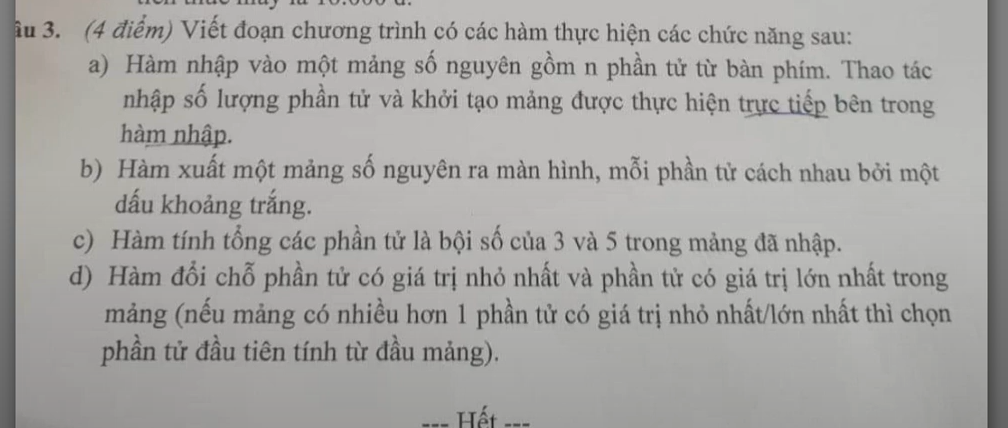 âu 3. (4 điểm) Viết đoạn chương trình có các hàm thực hiện các chức năng sau:
a) Hàm nhập vào một mảng số nguyên gồm n phần tử từ bàn phím. Thao tác
nhập số lượng phần tử và khởi tạo mảng được thực hiện trực tiếp bên trong
hàm nhập.
b) Hàm xuất một mảng số nguyên ra màn hình, mỗi phần tử cách nhau bởi một
dấu khoảng trắng.
c) Hàm tính tổng các phần tử là bội số của 3 và 5 trong mảng đã nhập.
d) Hàm đổi chỗ phần tử có giá trị nhỏ nhất và phần tử có giá trị lớn nhất trong
mảng (nếu mảng có nhiều hơn 1 phần tử có giá trị nhỏ nhất/lớn nhất thì chọn
phần tử đầu tiên tính từ đầu mảng).
--- Hết ---